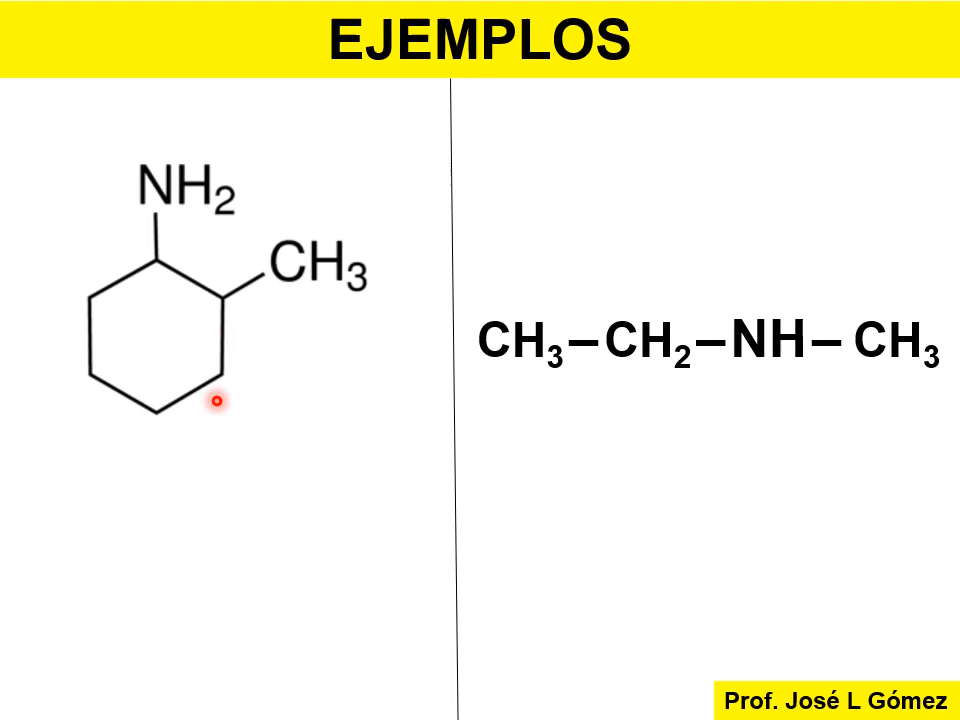 EJEMPLOS
NH₂
CH₃
CH₃–CH₂–NH–CH₃
Prof. José L Gómez